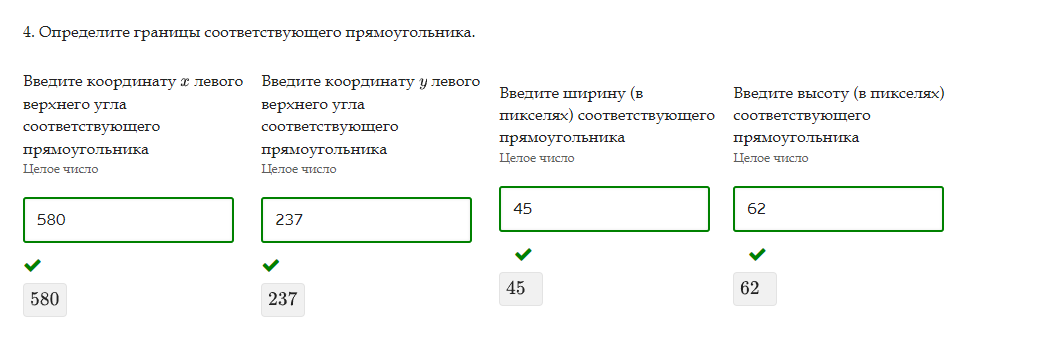 4. Определите границы соответствующего прямоугольника.
Введите координату x левого
верхнего угла
соответствующего
прямоугольника
Целое число
580
580
Введите координату y левого
верхнего угла
соответствующего
прямоугольника
Целое число
237
237
Введите ширину (в
пикселях) соответствующего
прямоугольника
Целое число
45
45
Введите высоту (в пикселях)
соответствующего
прямоугольника
Целое число
62
62